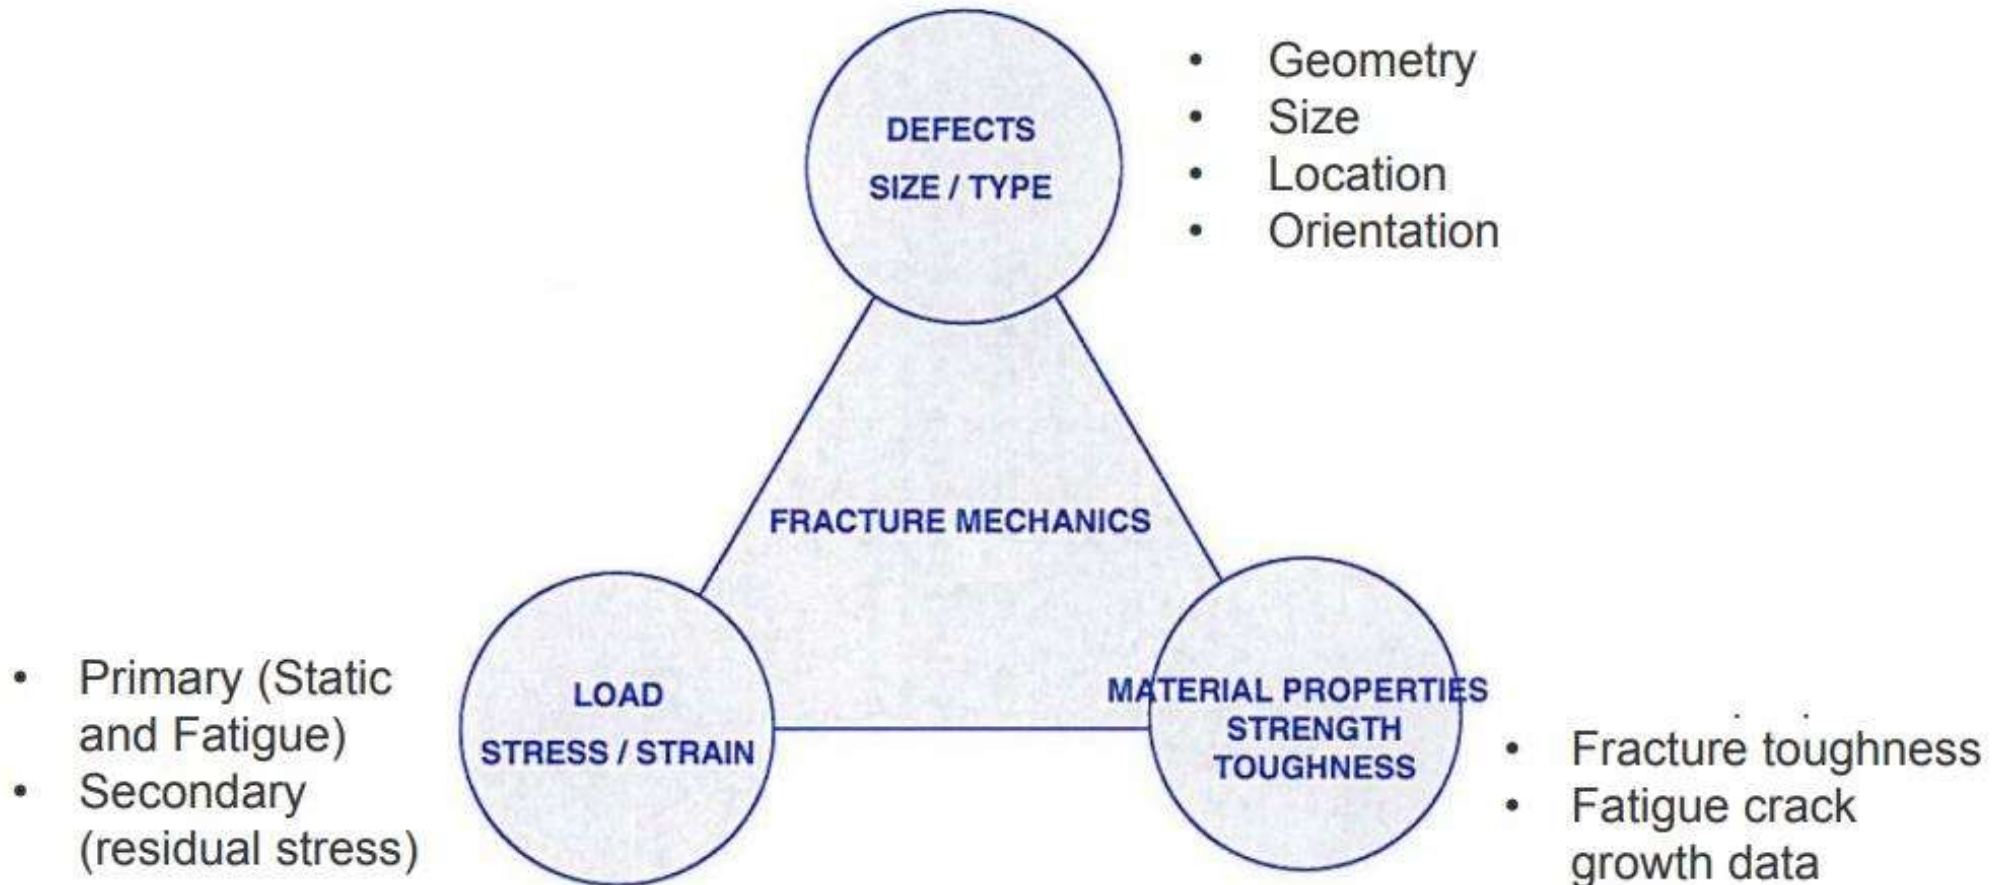 DEFECTS
SIZE / TYPE
• Geometry
• Size
• Location
• Orientation
FRACTURE MECHANICS
• Primary (Static
and Fatigue)
• Secondary
(residual stress)
LOAD
STRESS / STRAIN
MATERIAL PROPERTIES
STRENGTH
TOUGHNESS
• Fracture toughness
• Fatigue crack
growth data